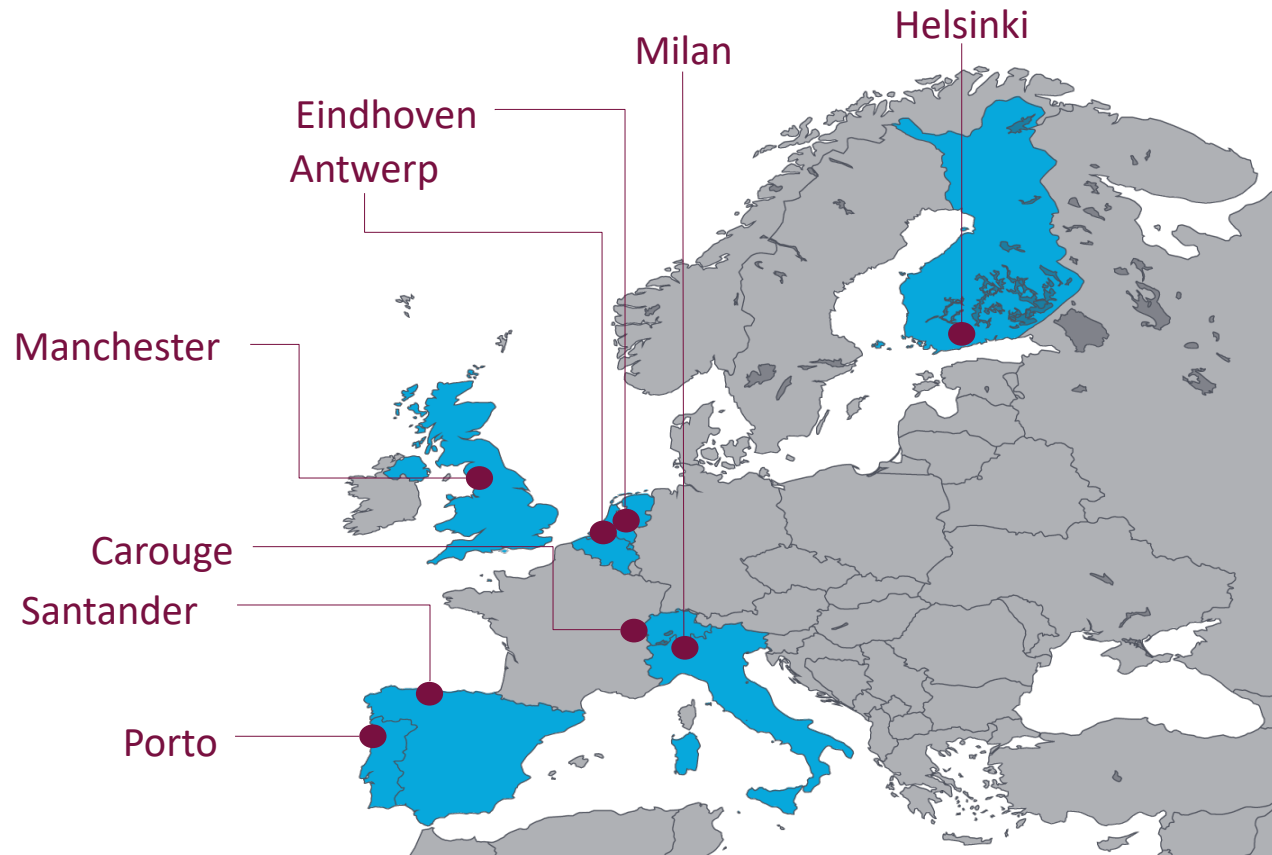 Helsinki
Milan
Eindhoven
Antwerp
Manchester
Carouge
Santander
Porto